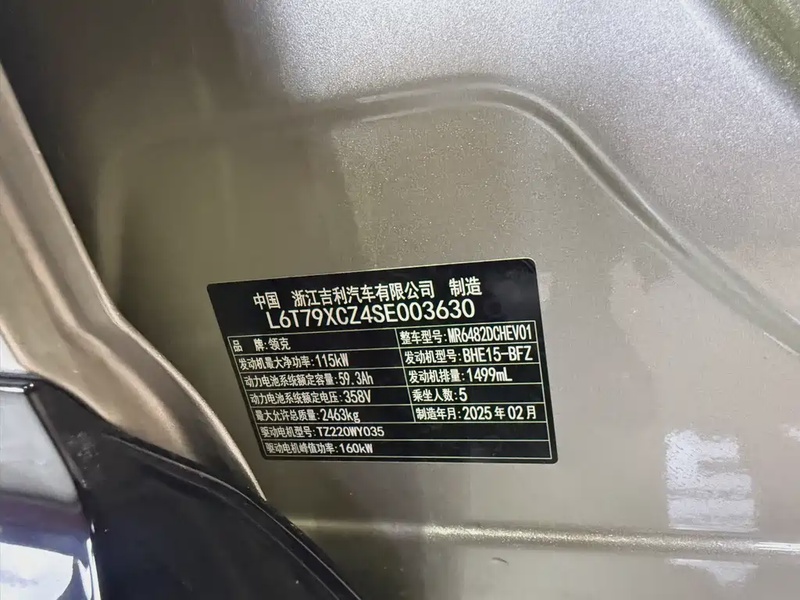 中国 浙江吉利汽车有限公司 制造
L6T79XCZ4SE003630
品牌:领克 整车型号:MR6482DCHEV01
发动机最大净功率:115kW 发动机型号:BHE15-BFZ
动力电池系统额定容量:59.3Ah 发动机排量:1499mL
动力电池系统额定电压:358V 乘坐人数:5
最大允许总质量:2463kg 制造年月:2025年02月
驱动电机型号:TZ220WY035
驱动电机峰值功率:160kW